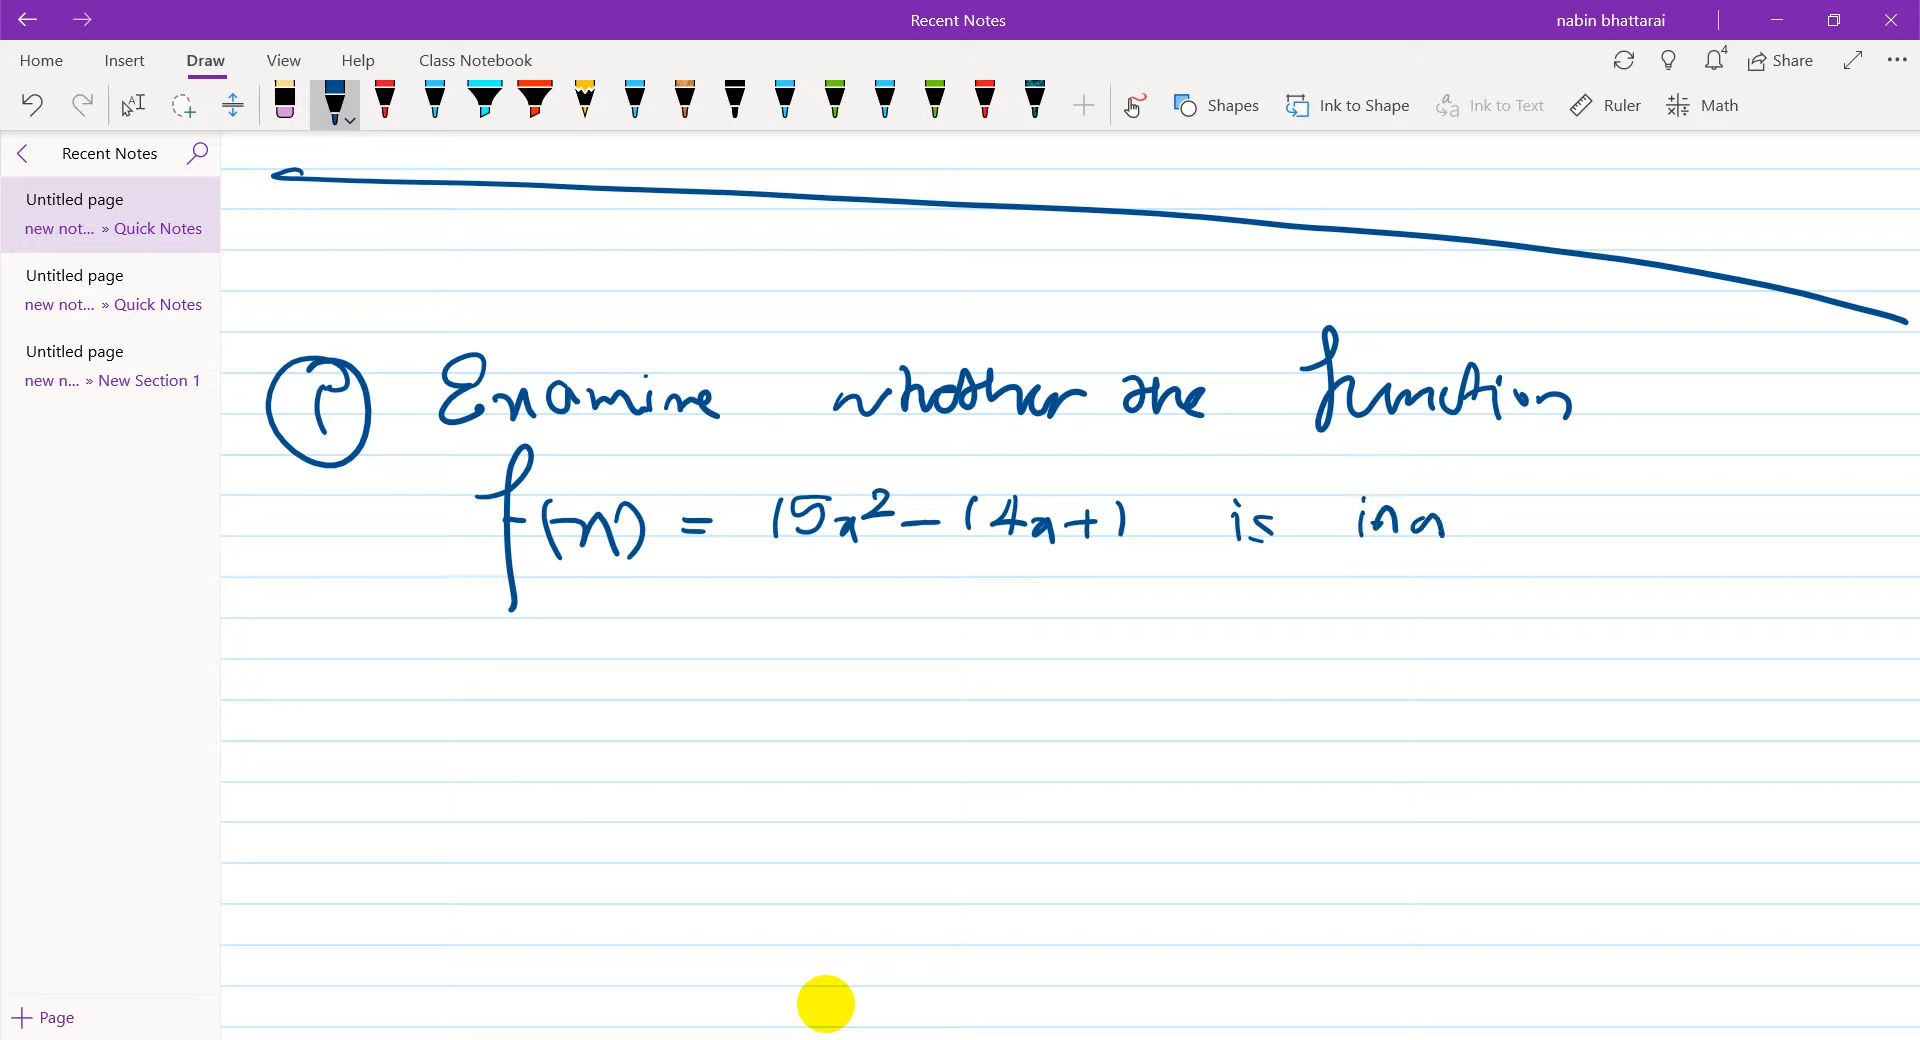 Recent Notes
nabin bhattarai
Home Insert Draw View Help Class Notebook
4
Share
Shapes Ink to Shape Ink to Text Ruler Math
Recent Notes
Untitled page
new not... » Quick Notes
Untitled page
new not... » Quick Notes
Untitled page
new n... » New Section 1
Examine whether the function
f(x) = 15x² - 14x + 1 is
Page